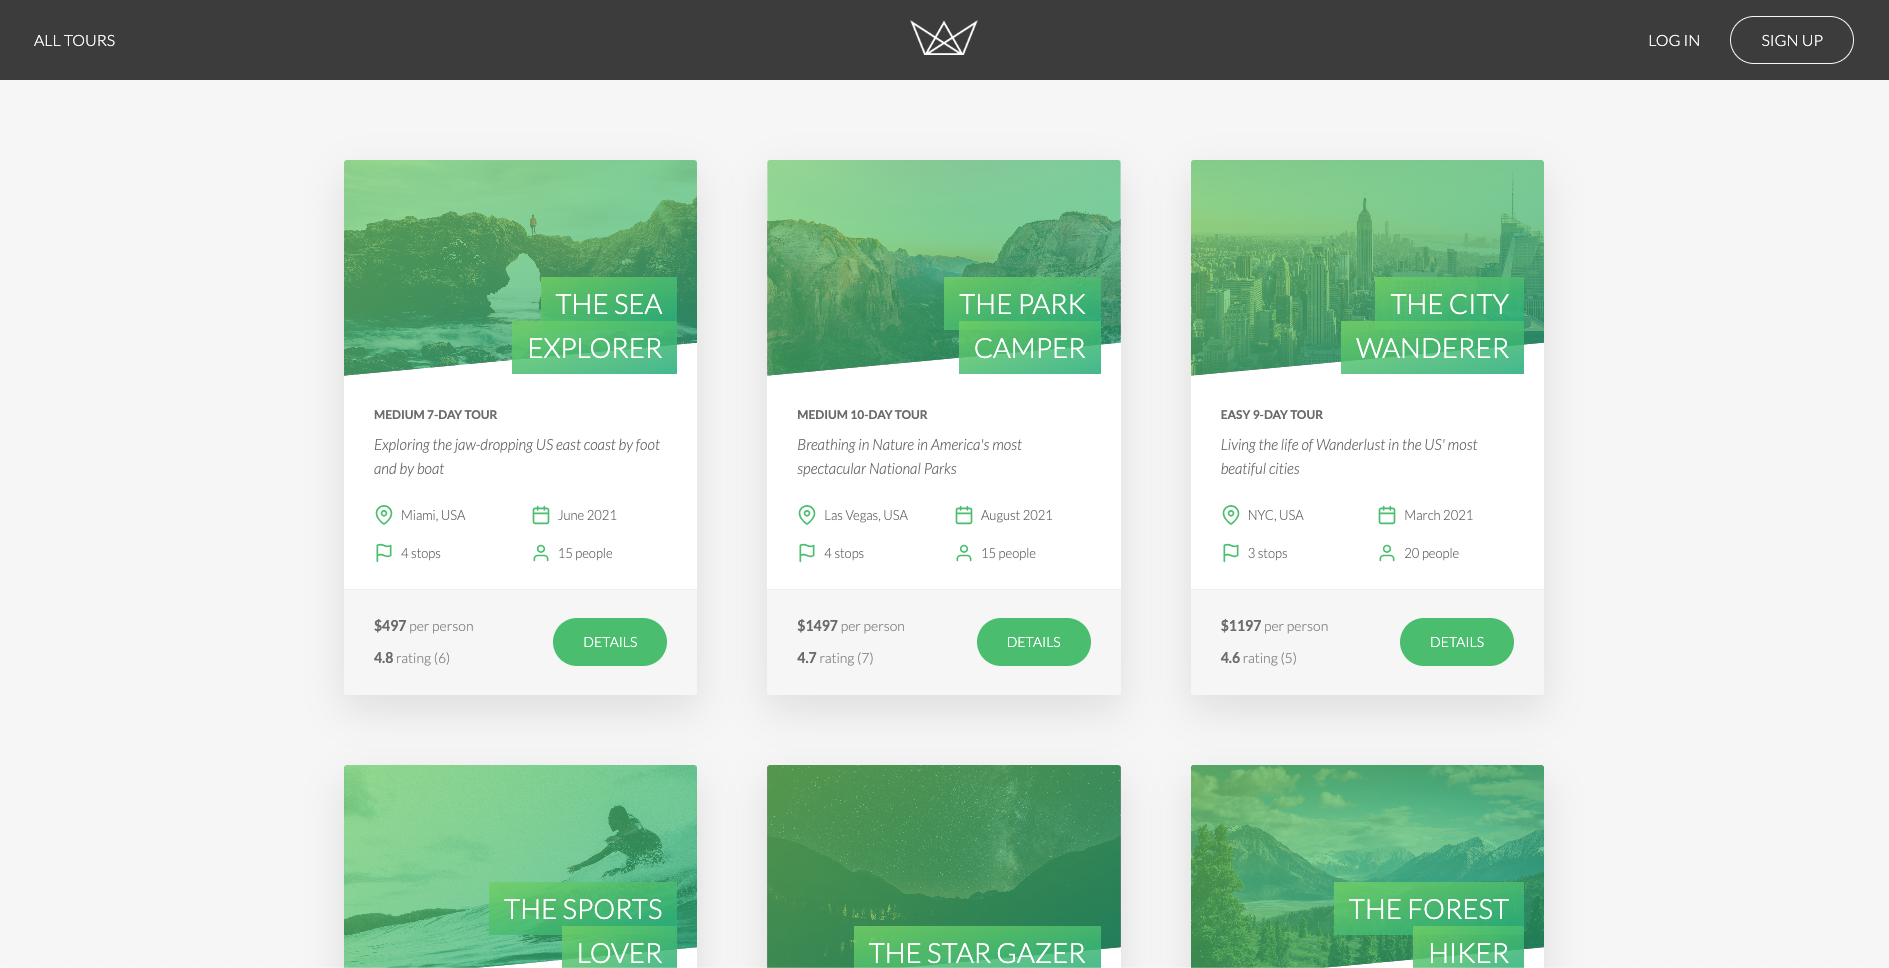 ALL TOURS
LOG IN
SIGN UP
THE SEA
EXPLORER
MEDIUM 7-DAY TOUR
Exploring the jaw-dropping US east coast by foot
and by boat
Miami, USA
June 2021
4 stops
15 people
$497 per person
4.8 rating (6)
DETAILS
THE PARK
CAMPER
MEDIUM 10-DAY TOUR
Breathing in Nature in America's most
spectacular National Parks
Las Vegas, USA
August 2021
4 stops
15 people
$1497 per person
4.7 rating (7)
DETAILS
THE CITY
WANDERER
EASY 9-DAY TOUR
Living the life of Wanderlust in the US' most
beatiful cities
NYC, USA
March 2021
3 stops
20 people
$1197 per person
4.6 rating (5)
DETAILS
THE SPORTS
LOVER
THE STAR GAZER
THE FOREST
HIKER